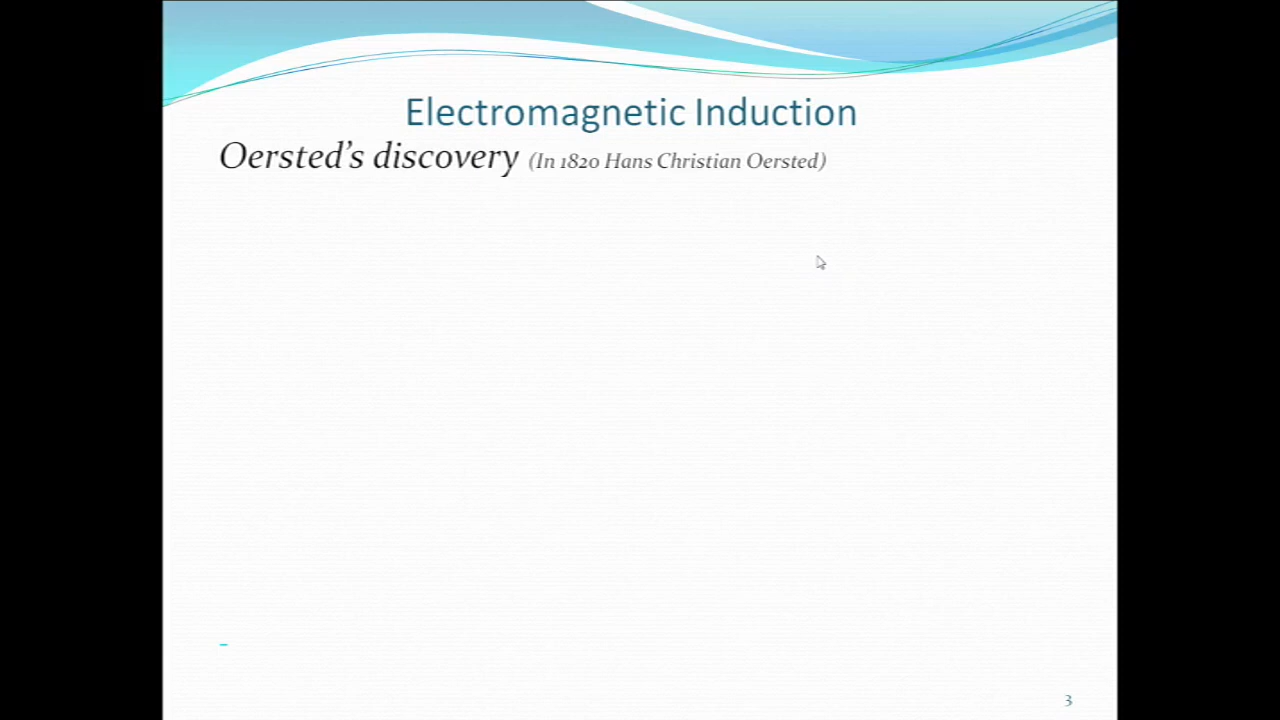 Electromagnetic Induction
Oersted's discovery (In 1820 Hans Christian Oersted)
–
3